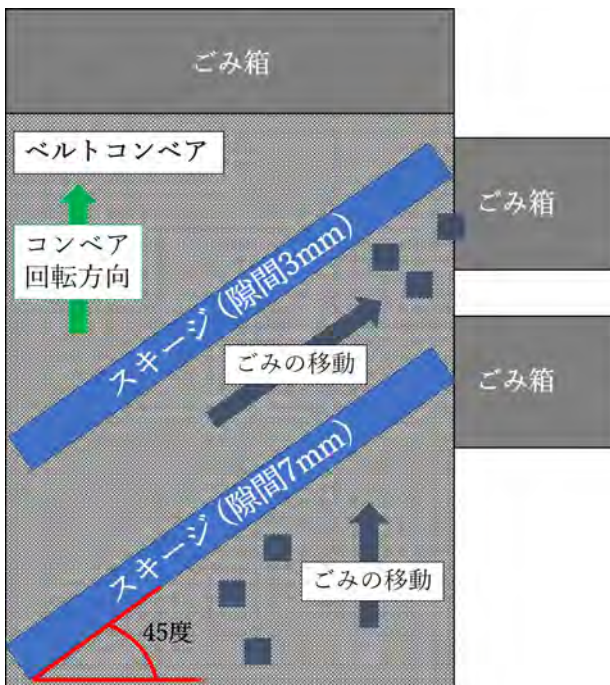 ごみ箱
ベルトコンベア
コンベア
回転方向
スキージ(隙間3mm)
ごみ箱
ごみの移動
ごみ箱
スキージ(隙間7mm)
ごみの移動
45度